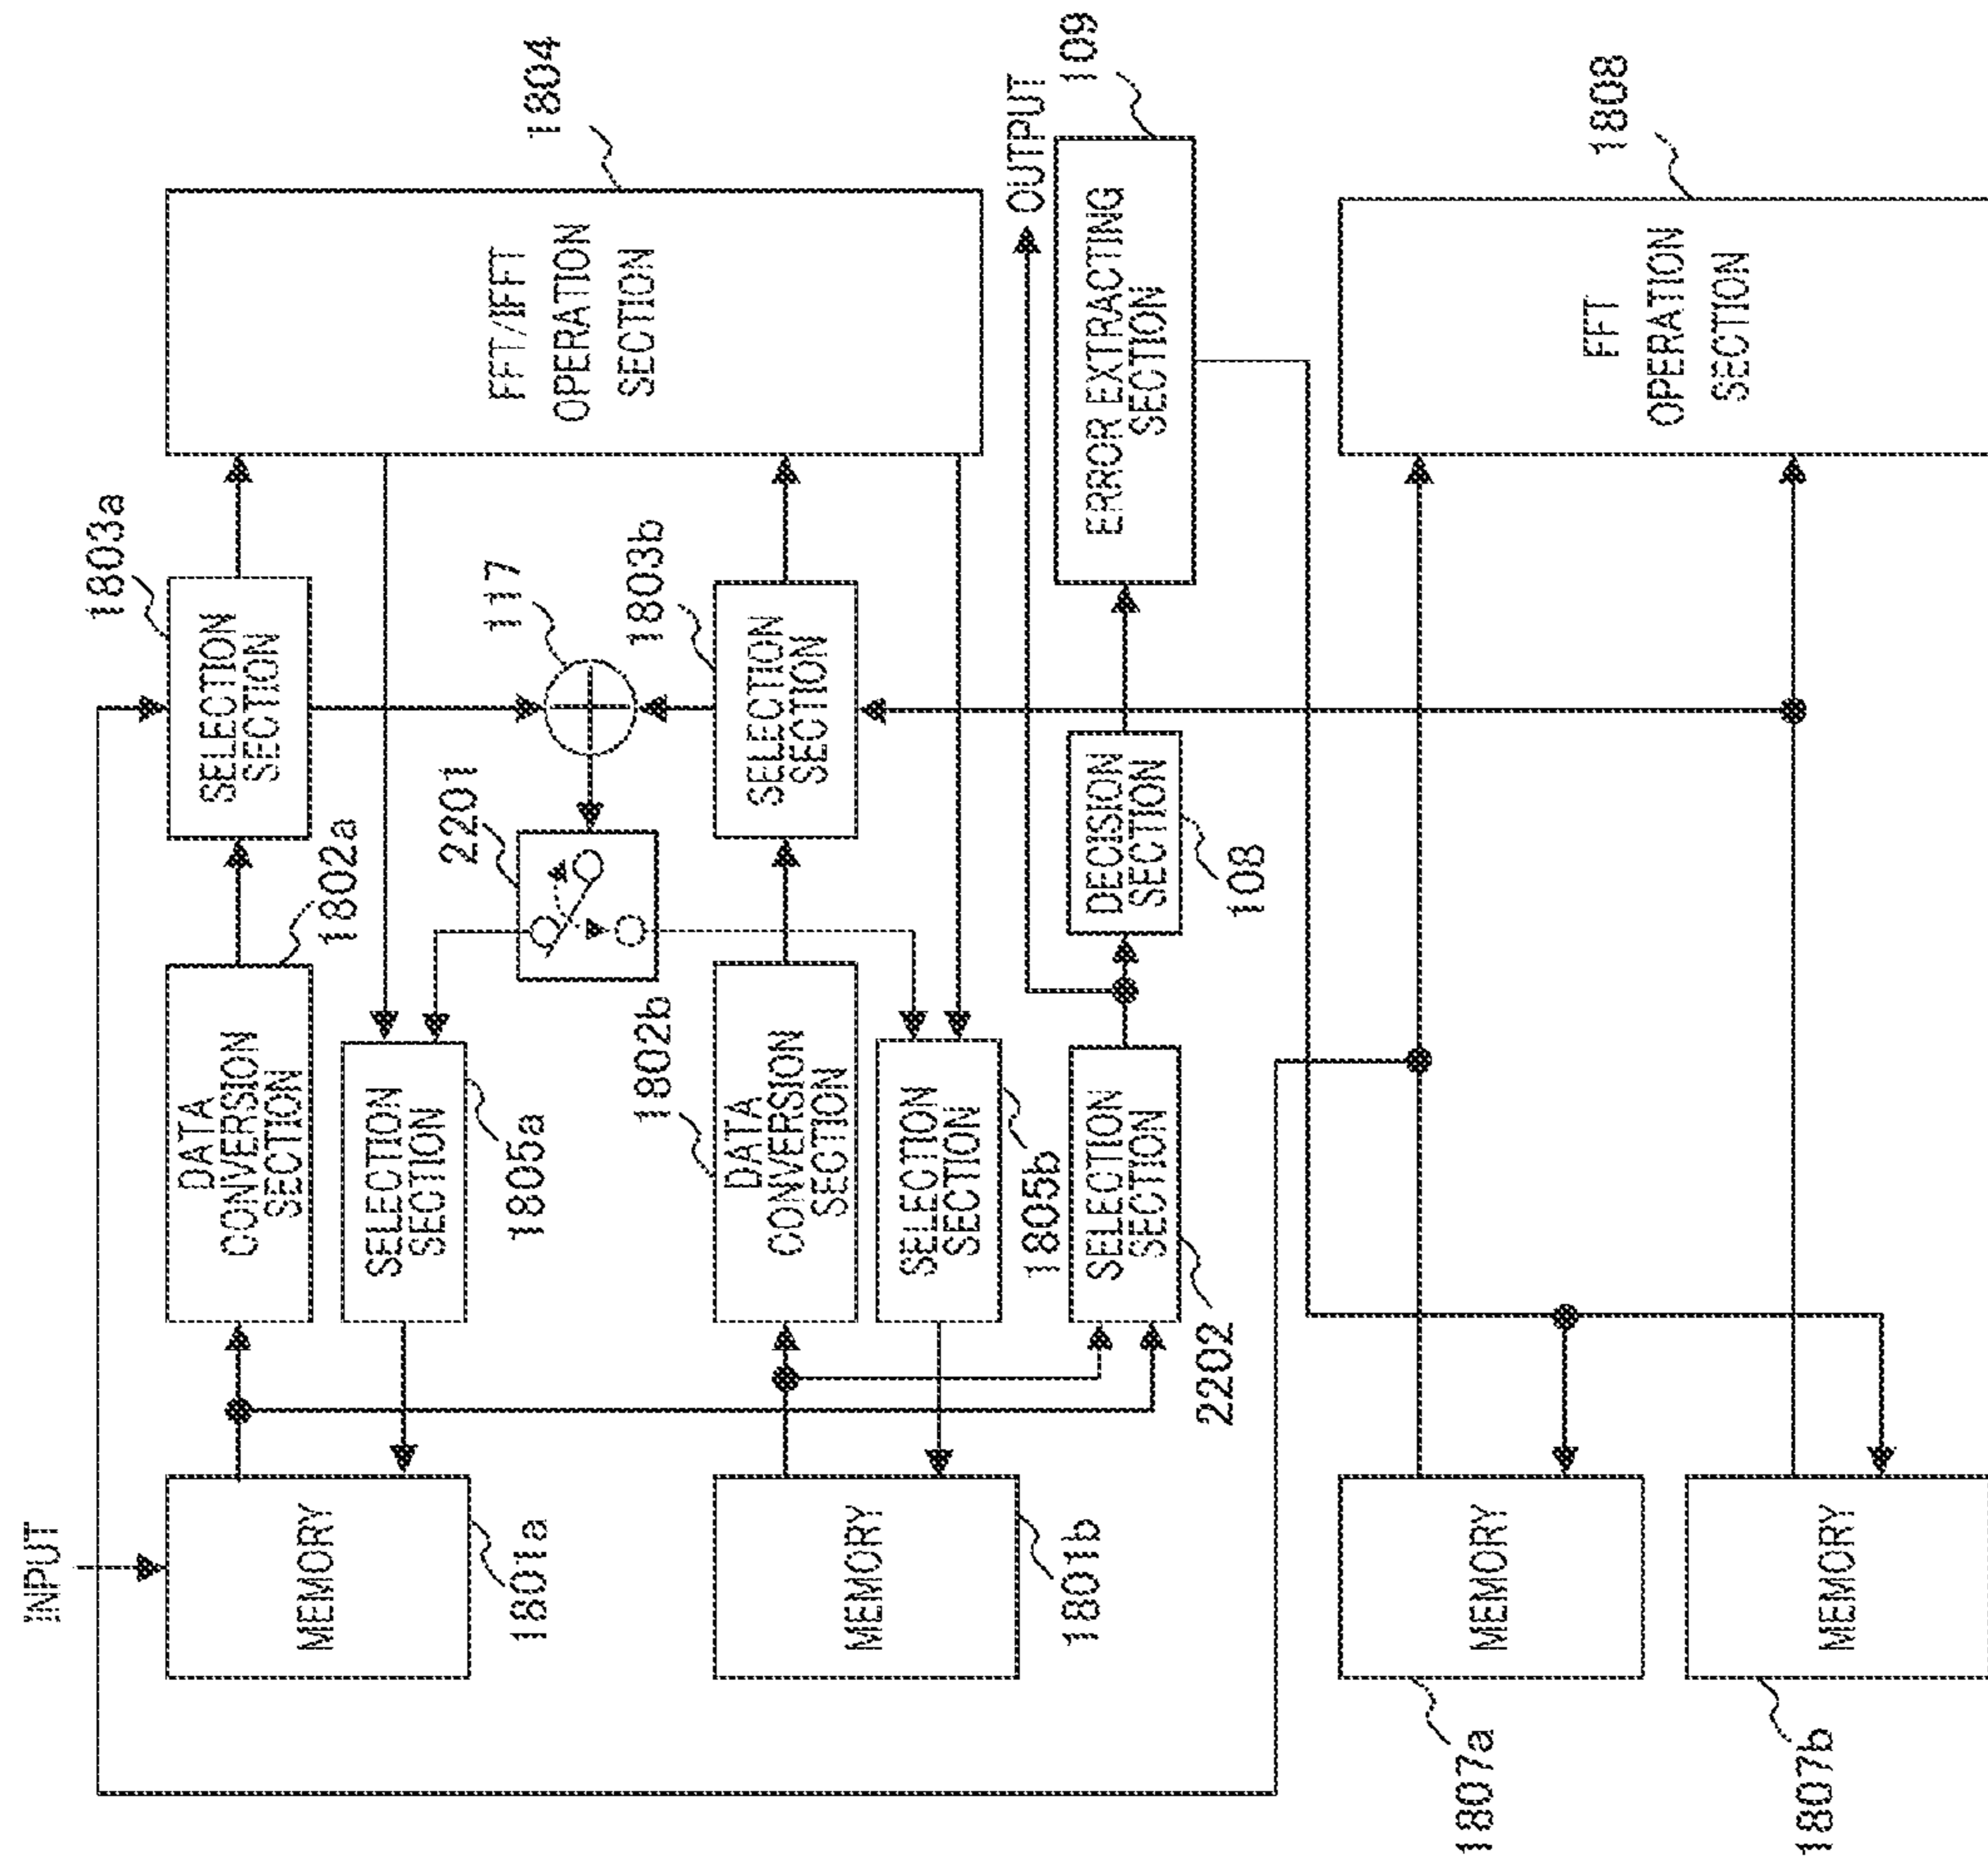 INPUT
MEMORY
1801a
DATA
CONVERSION
SECTION
1802a
SELECTION
SECTION
1803a
FFT/IFFT
OPERATION
SECTION
1804
SELECTION
SECTION
1805a
2201
117
MEMORY
1801b
DATA
CONVERSION
SECTION
1802b
SELECTION
SECTION
1803b
SELECTION
SECTION
1805b
SELECTION
SECTION
2202
DECISION
SECTION
108
OUTPUT
ERROR EXTRACTING
SECTION
109
MEMORY
1807a
MEMORY
1807b
FFT
OPERATION
SECTION
1808